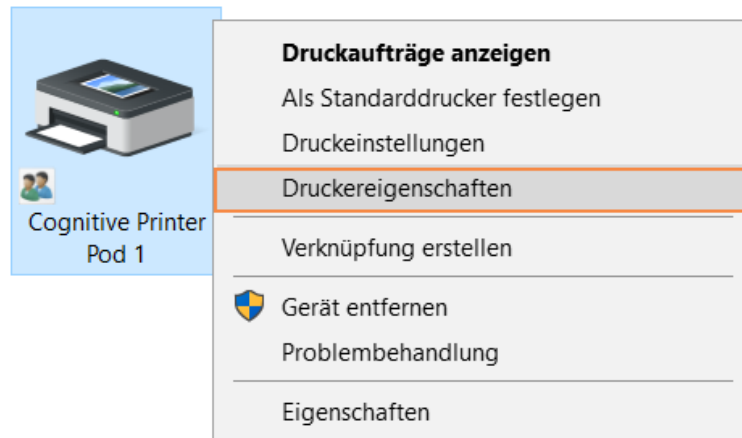 Druckaufträge anzeigen
Als Standarddrucker festlegen
Druckeinstellungen
Druckereigenschaften
Cognitive Printer
Pod 1
Verknüpfung erstellen
Gerät entfernen
Problembehandlung
Eigenschaften